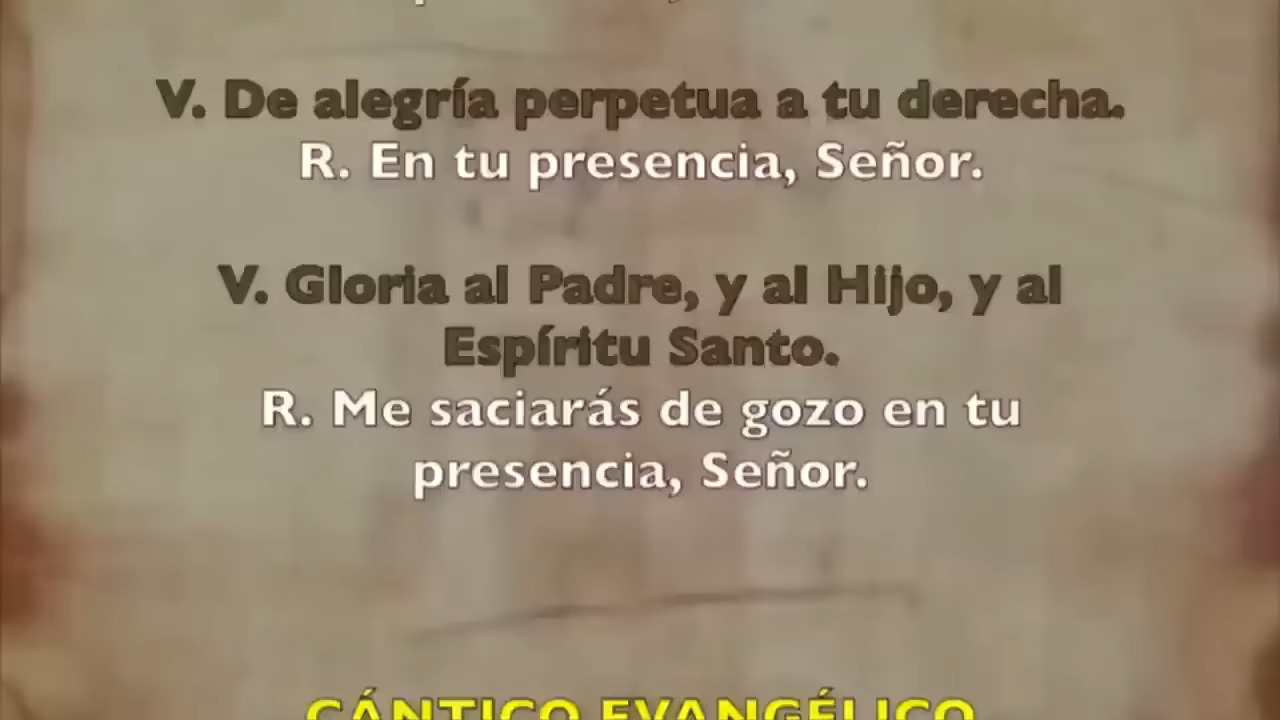 V. De alegría perpetua a tu derecha.
R. En tu presencia, Señor.
V. Gloria al Padre, y al Hijo, y al
Espíritu Santo.
R. Me saciarás de gozo en tu
presencia, Señor.
CÁNTICO EVANGÉLICO